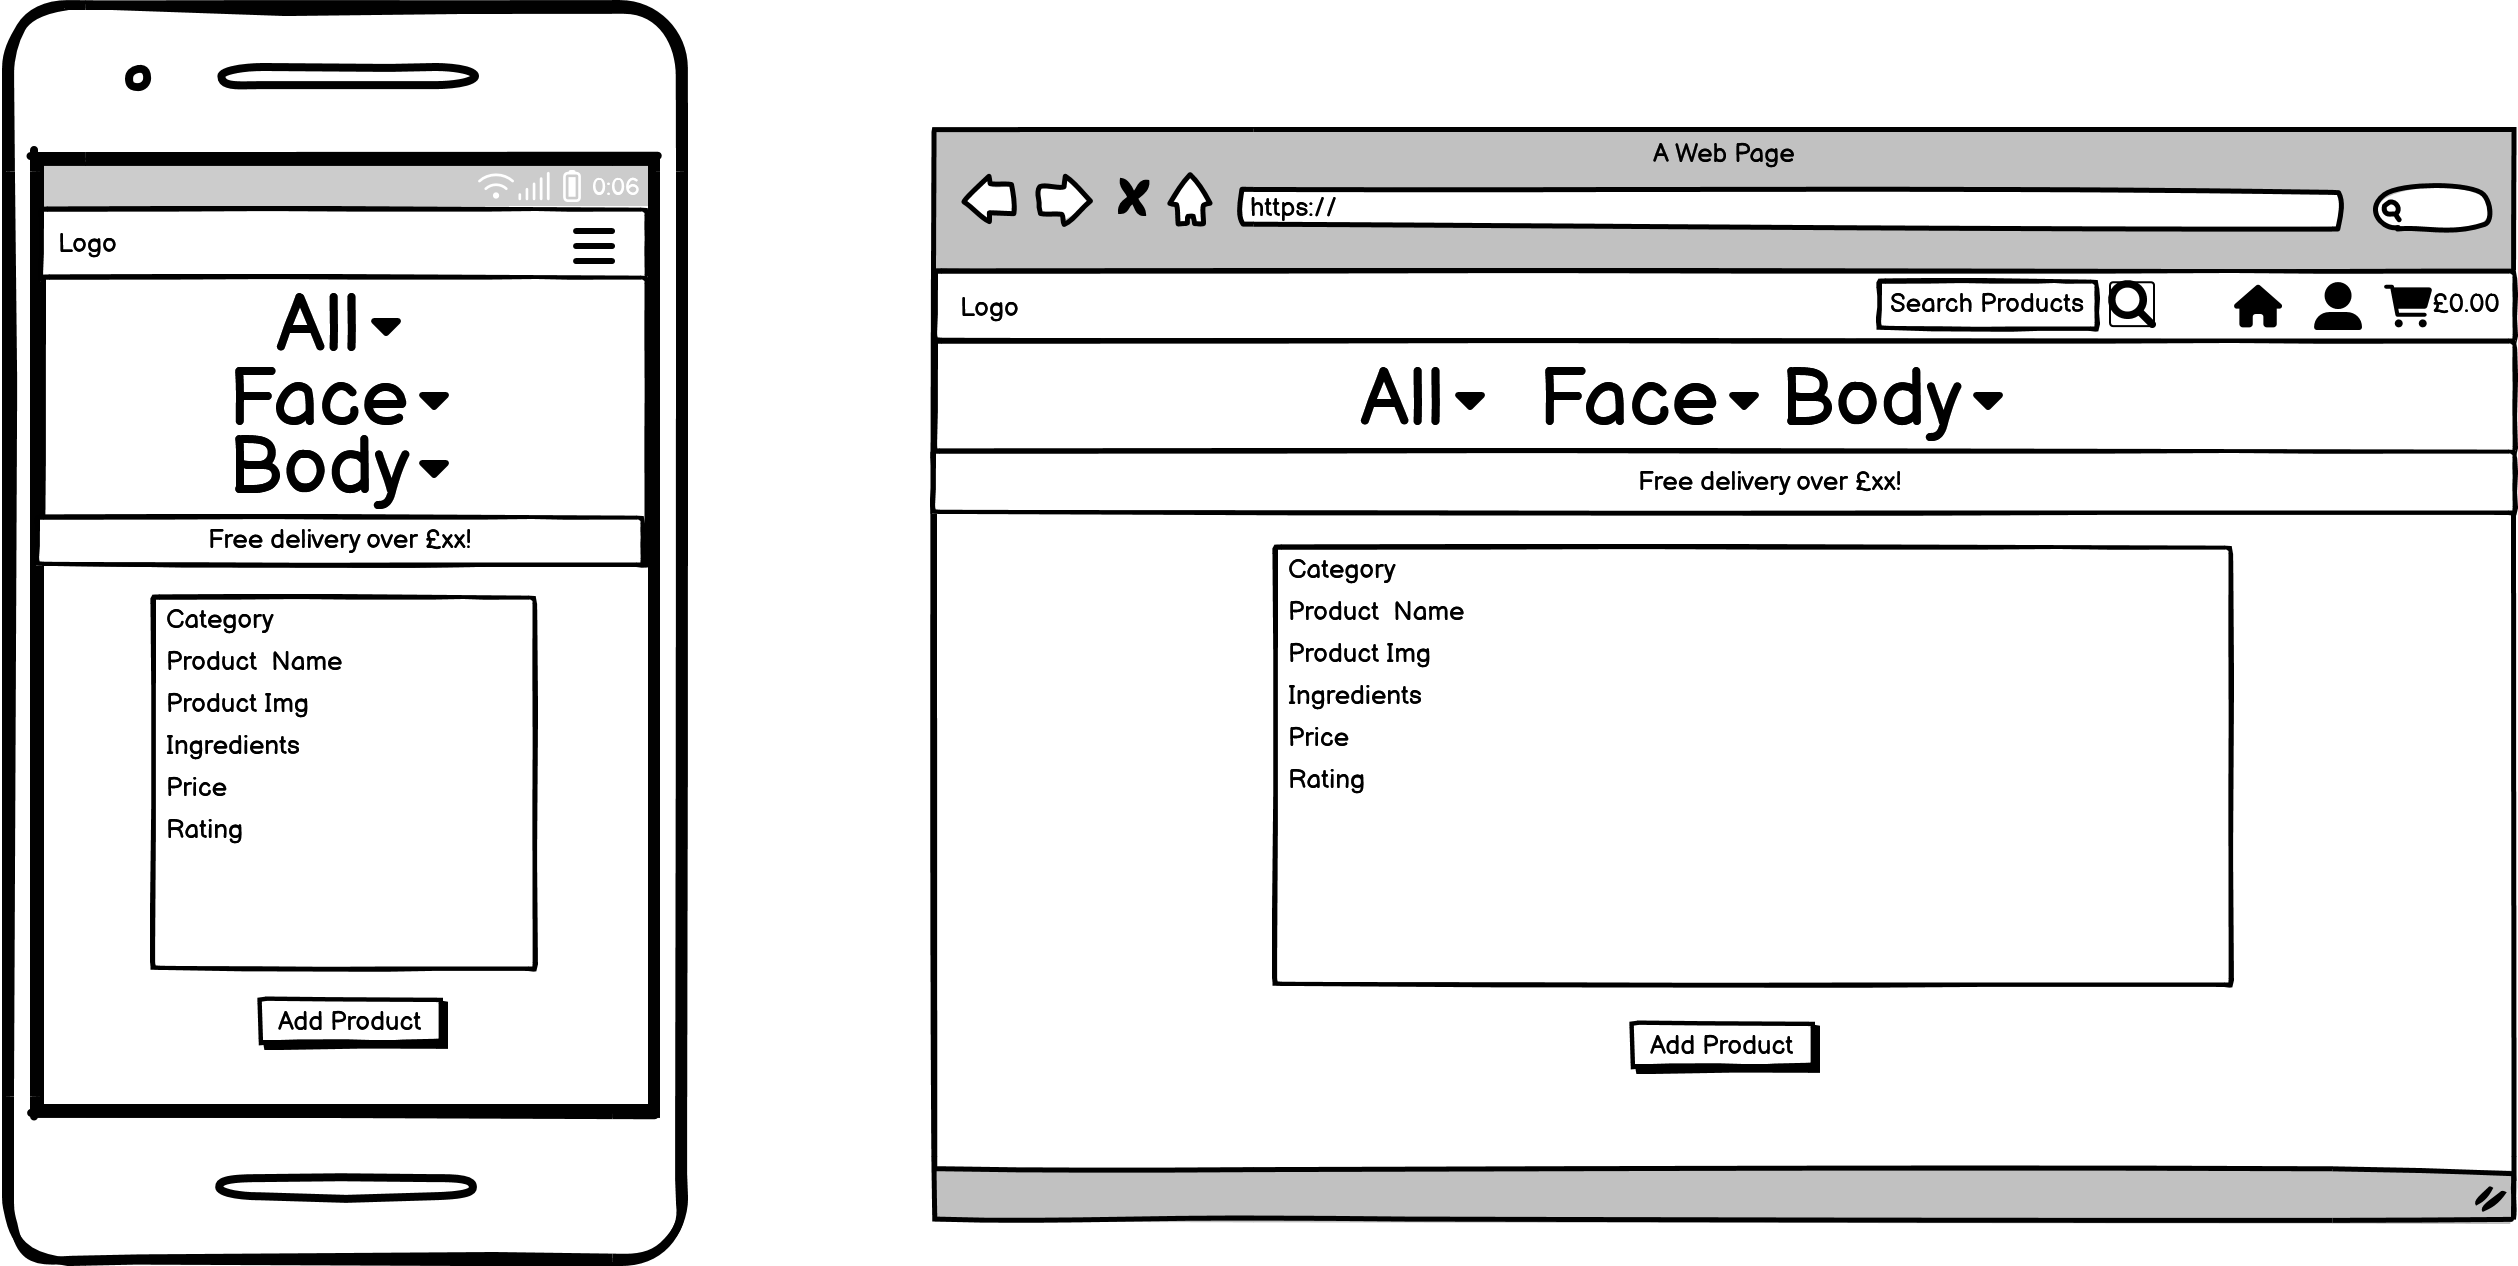 0:06
Logo
All
Face
Body
Free delivery over £xx!
Category
Product Name
Product Img
Ingredients
Price
Rating
Add Product
A Web Page
https://
Logo
Search Products
£0.00
All Face Body
Free delivery over £xx!
Category
Product Name
Product Img
Ingredients
Price
Rating
Add Product